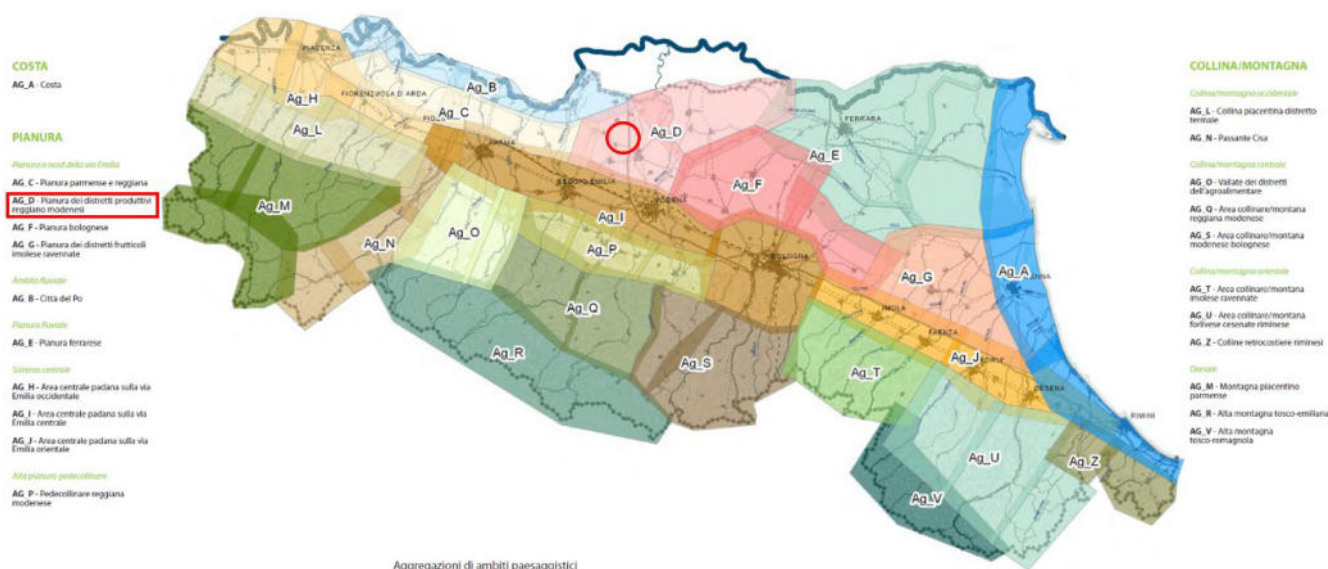 COSTA
AG_A - Costa
PIANURA
Pianura a nord della via Emilia
AG_C - Pianura parmense e reggiana
AG_D - Pianura dei distretti produttivi
reggiano modenesi
AG_F - Pianura bolognese
AG_G - Pianura dei distretti frutticoli
imolese ravennate
Ambito fluviale
AG_B - Città del Po
Pianura fluviale
AG_E - Pianura ferrarese
Sistema centrale
AG_H - Area centrale padana sulla via
Emilia occidentale
AG_I - Area centrale padana sulla via
Emilia centrale
AG_J - Area centrale padana sulla via
Emilia orientale
Alta pianura pedecollinare
AG_P - Pedecollinare reggiana
modenese
PIACENZA
FIORENZUOLA D'ARDA
PARMA
REGGIO EMILIA
MODENA
BOLOGNA
FERRARA
IMOLA
FAENZA
FORLI'
CESENA
RIMINI
Ag_H
Ag_B
Ag_C
Ag_L
Ag_D
Ag_E
Ag_F
Ag_M
Ag_I
Ag_N
Ag_O
Ag_P
Ag_G
Ag_A
Ag_Q
Ag_R
Ag_S
Ag_T
Ag_J
Ag_U
Ag_Z
Ag_V
COLLINA/MONTAGNA
Collina/montagna occidentale
AG_L - Collina piacentina distretto
termale
AG_N - Passante Cisa
Collina/montagna centrale
AG_O - Vallate dei distretti
dell'agroalimentare
AG_Q - Area collinare/montana
reggiana modenese
AG_S - Area collinare/montana
modenese bolognese
Collina/montagna orientale
AG_T - Area collinare/montana
imolese ravennate
AG_U - Area collinare/montana
forlivese cesenate riminese
AG_Z - Colline retrocostiere riminesi
Dorsale
AG_M - Montagna piacentino
parmense
AG_R - Alta montagna tosco-emiliana
AG_V - Alta montagna
tosco-romagnola
Aggregazioni di ambiti paesaggistici